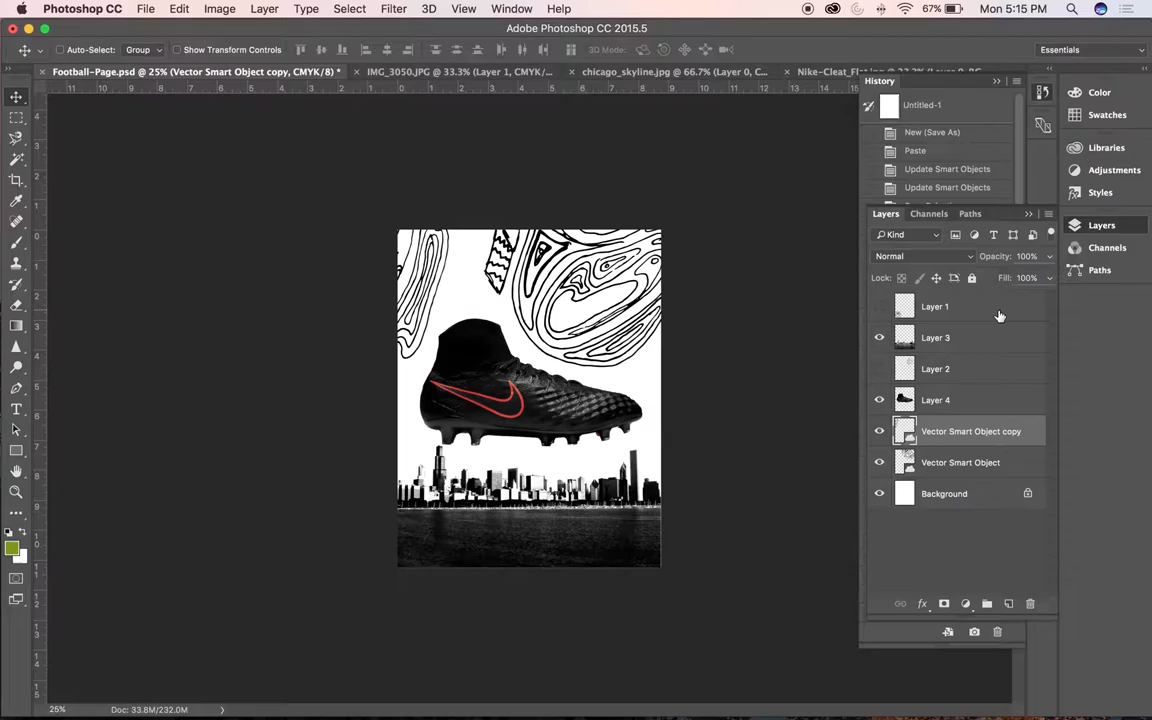 Photoshop CC File Edit Image Layer Type Select Filter 3D View Window Help 67% Mon 5:15 PM
Adobe Photoshop CC 2015.5
Auto-Select: Group Show Transform Controls 3D Mode: Essentials
Football-Page.psd @ 25% (Vector Smart Object copy, CMYK/8) * IMG_3050.JPG @ 33.3% (Layer 1, CMYK/... chicago_skyline.jpg @ 66.7% (Layer 0, C...
History
Untitled-1
New (Save As)
Paste
Update Smart Objects
Update Smart Objects
Color
Swatches
Libraries
Adjustments
Styles
Layers
Channels
Paths
Layers Channels Paths
Kind
Normal Opacity: 100%
Lock: Fill: 100%
Layer 1
Layer 3
Layer 2
Layer 4
Vector Smart Object copy
Vector Smart Object
Background
25% Doc: 33.8M/232.0M